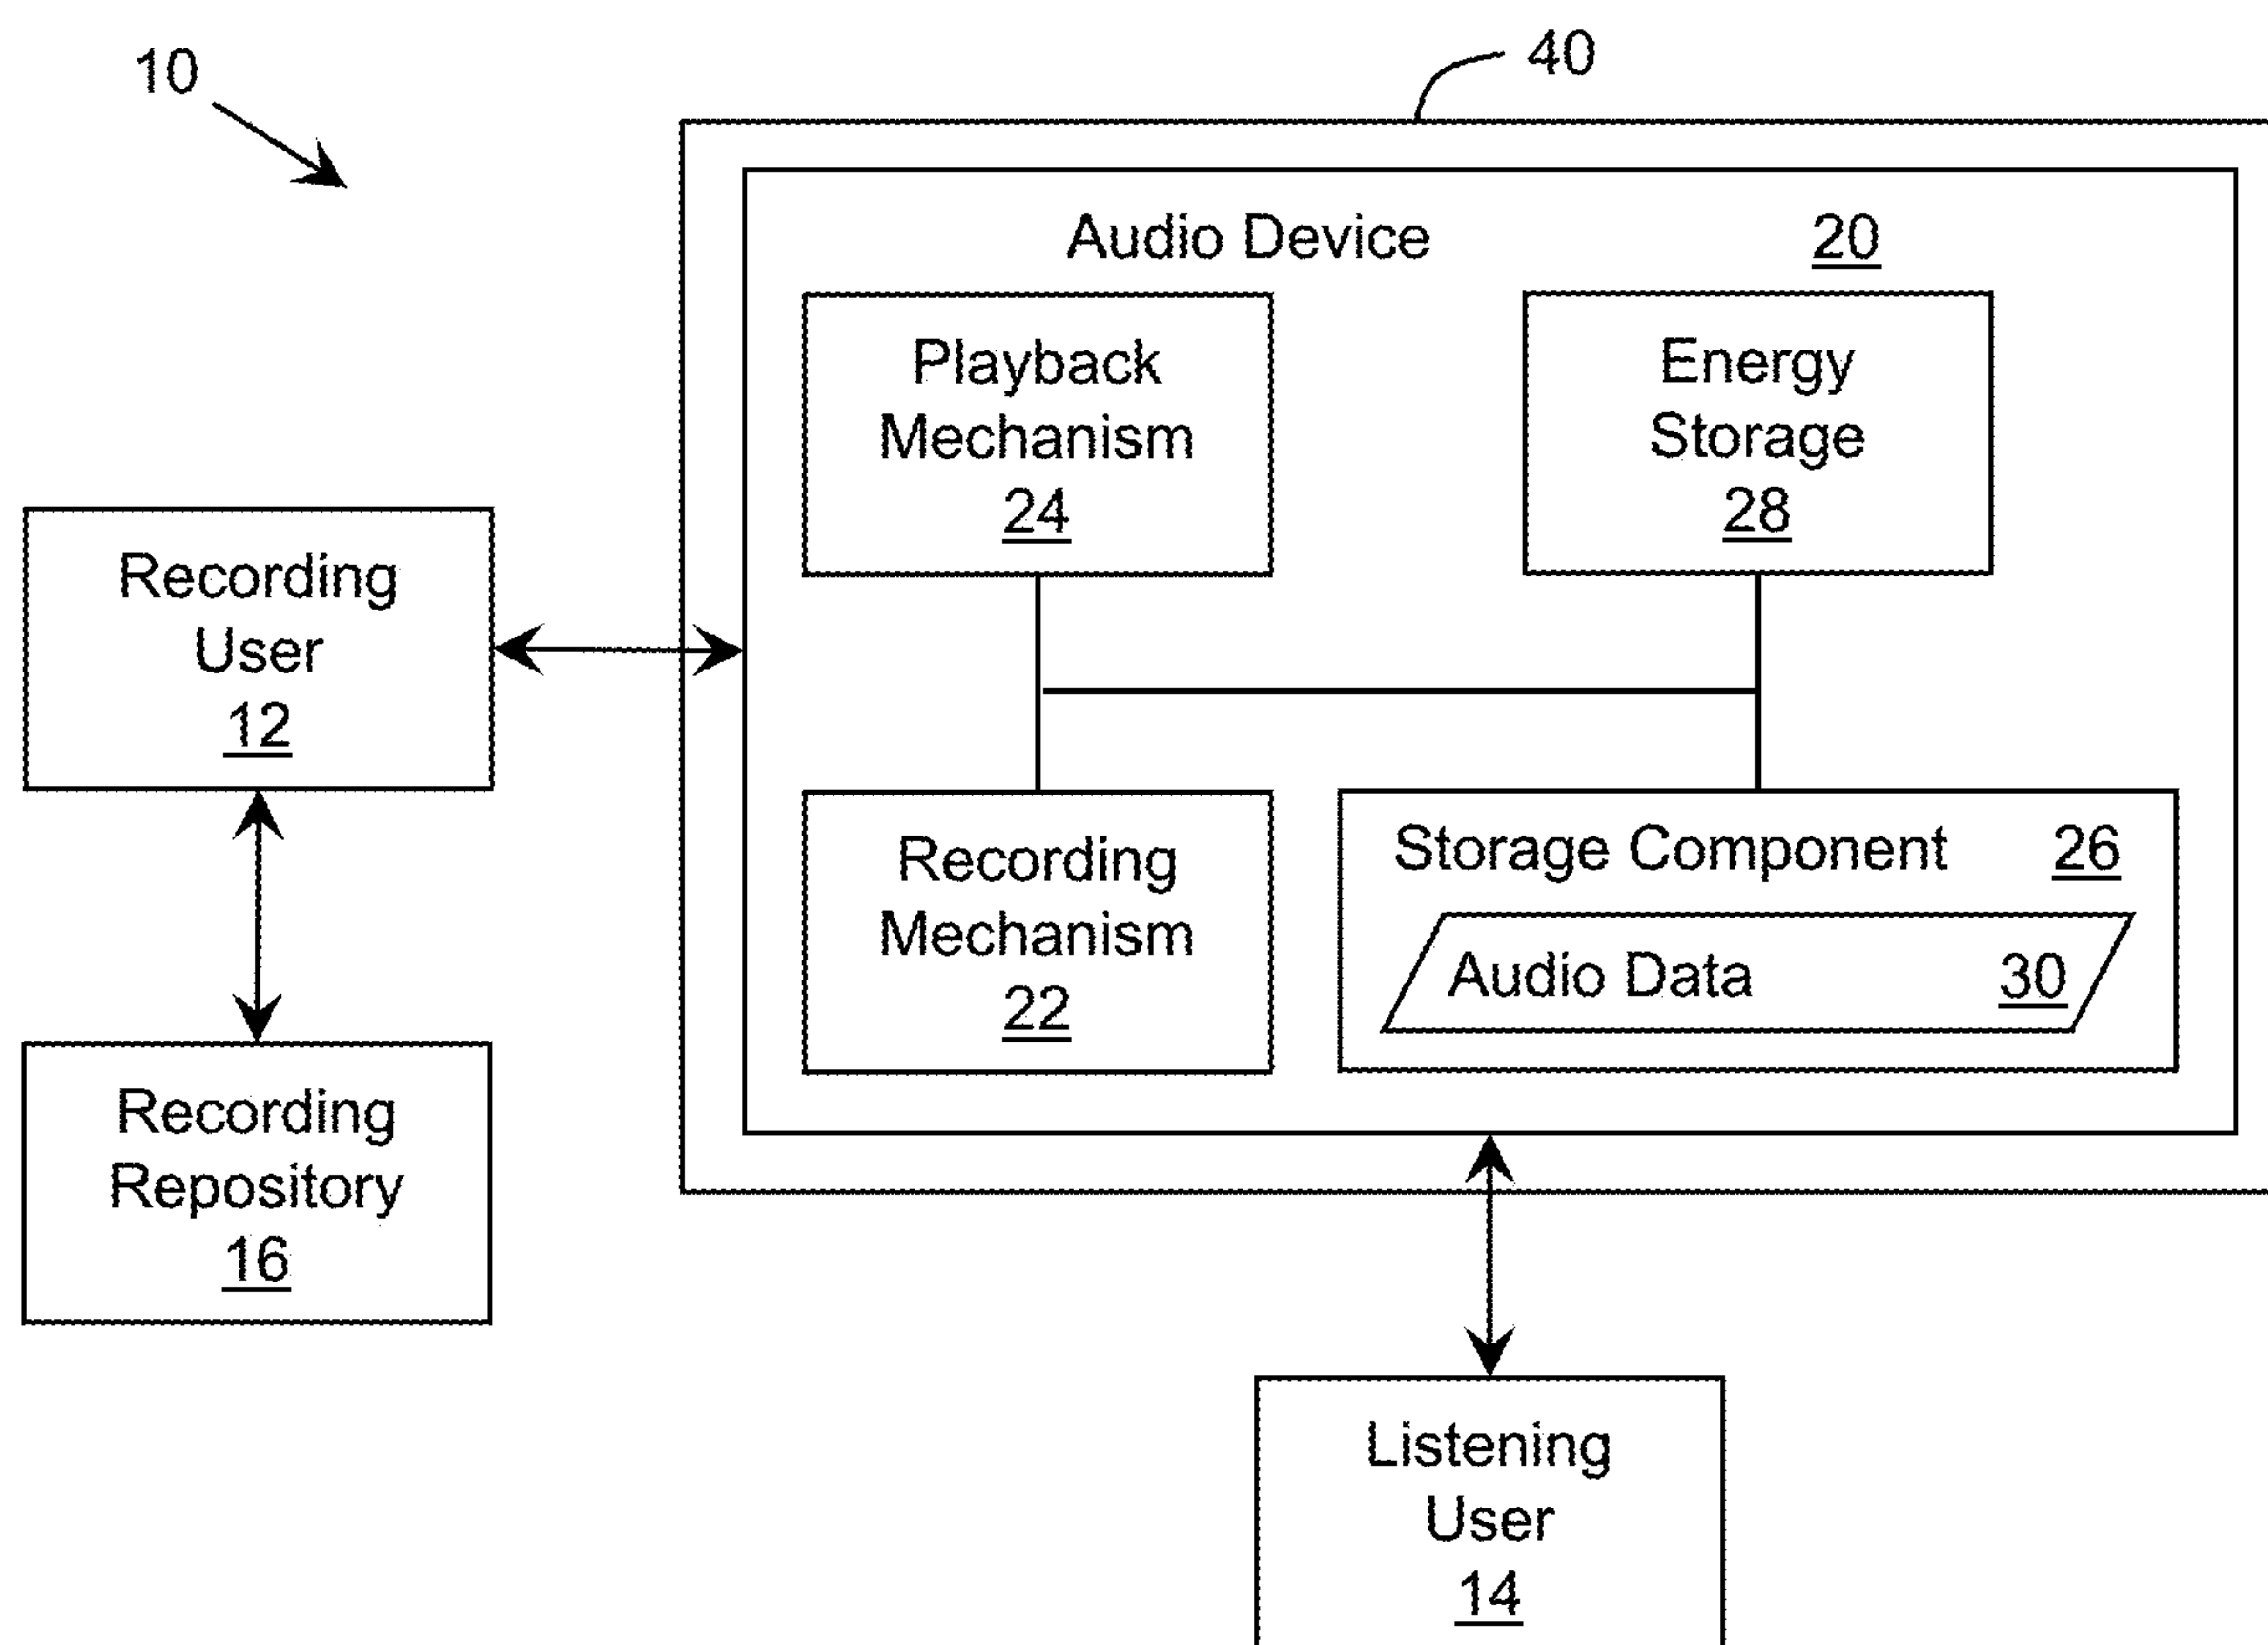 10
40
Audio Device 20
Playback
Mechanism
24
Energy
Storage
28
Recording
User
12
Recording
Mechanism
22
Storage Component 26
Audio Data 30
Recording
Repository
16
Listening
User
14